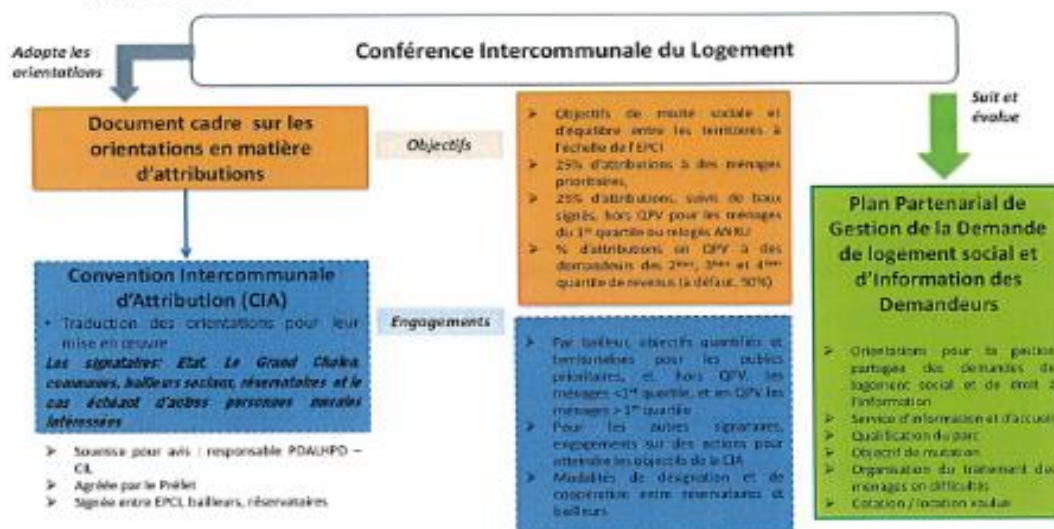 Conférence Intercommunale du Logement
Adopte les
orientations
Suit et
évalue
Document cadre sur les
orientations en matière
d'attributions
Objectifs
➤ Objectifs de mixité sociale et
d'équilibre entre les territoires à
l'échelle de l'EPCI
➤ 25% d'attributions à des ménages
prioritaires,
➤ 25% d'attributions, suivis de baux
signés, hors QPV pour les ménages
du 1er quartile ou relogés ANRU
➤ % d'attributions en QPV à des
demandeurs des 2ème, 3ème et 4ème
quartile de revenus (à défaut, 50%)
Convention Intercommunale
d'Attribution (CIA)
• Traduction des orientations pour leur
mise en œuvre
Les signataires: Etat, Le Grand
communes, bailleurs sociaux, réservataires et le
cas échéant d'autres personnes morales
intéressées
➤ Soumise pour avis : responsable PDALHPD –
CIL
➤ Agréée par le Préfet
➤ Signée entre EPCI, bailleurs, réservataires
Engagements
➤ Par bailleur, objectifs quantifiés et
territorialisés pour les publics
prioritaires, et, hors QPV, les
ménages <1er quartile, et en QPV les
ménages > 1er quartile
➤ Pour les autres signataires,
engagements sur des actions pour
atteindre les objectifs de la CIA
➤ Modalités de désignation et de
coopération entre réservataires et
bailleurs
Plan Partenarial de
Gestion de la Demande
de logement social et
d'Information des
Demandeurs
➤ Orientations pour la gestion
partagée des demandes de
logement social et de droit à
l'information
➤ Service d'information et d'accueil
➤ Qualification du parc
➤ Objectif de mutation
➤ Organisation du traitement des
ménages en difficultés
➤ Cotation / location voulue